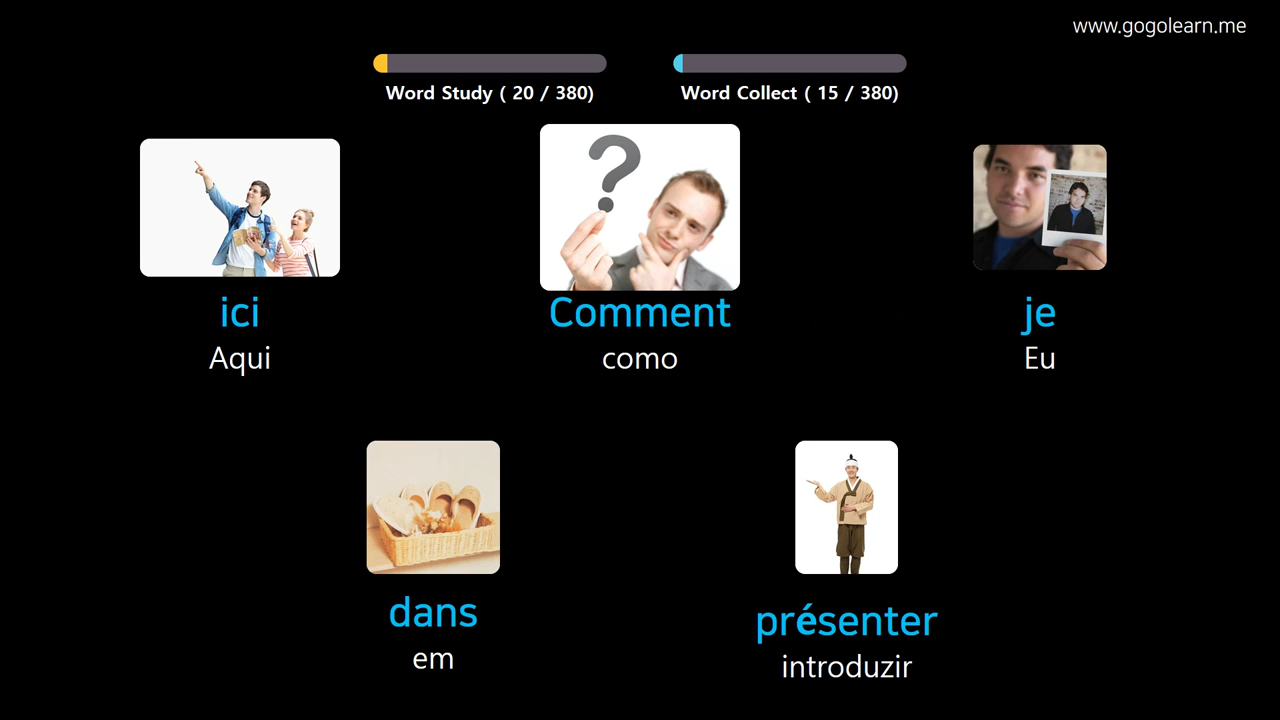 www.gogolearn.me
Word Study ( 20 / 380)
Word Collect ( 15 / 380)
?
ici
Comment
je
Aqui
como
Eu
dans
présenter
em
introduzir